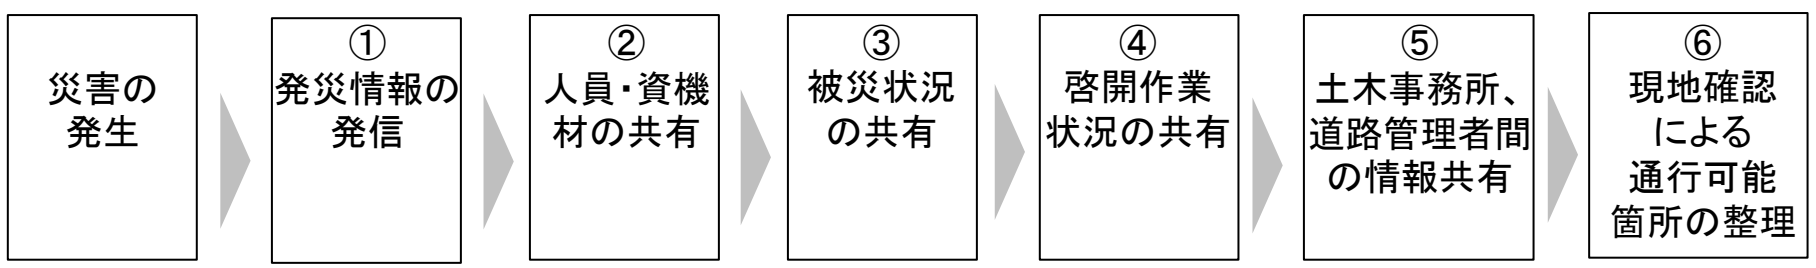 災害の
発生
①
発災情報の
発信
②
人員・資機
材の共有
③
被災状況
の共有
④
啓開作業
状況の共有
⑤
土木事務所、
道路管理者間
の情報共有
⑥
現地確認
による
通行可能
箇所の整理